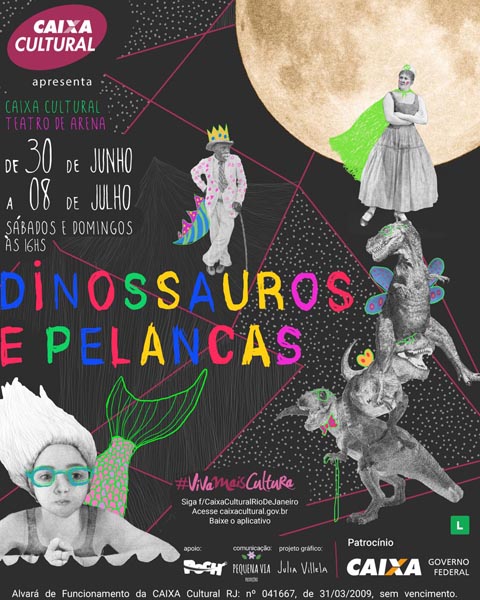 CAIXA
CULTURAL
apresenta
CAIXA CULTURAL
TEATRO DE ARENA
DE 30 DE JUNHO
A 08 DE JULHO
SÁBADOS E DOMINGOS
ÀS 16HS
DINOSSAUROS
E PELANCAS
#VivaMaisCultura
Siga f/CaixaCulturalRioDeJaneiro
Acesse caixacultural.gov.br
Baixe o aplicativo
L
apoio:
comunicação:
PEQUENA VIA
projeto gráfico:
Julia Villela
Patrocínio
CAIXA
GOVERNO
FEDERAL
Alvará de Funcionamento da CAIXA Cultural RJ: nº 041667, de 31/03/2009, sem vencimento.